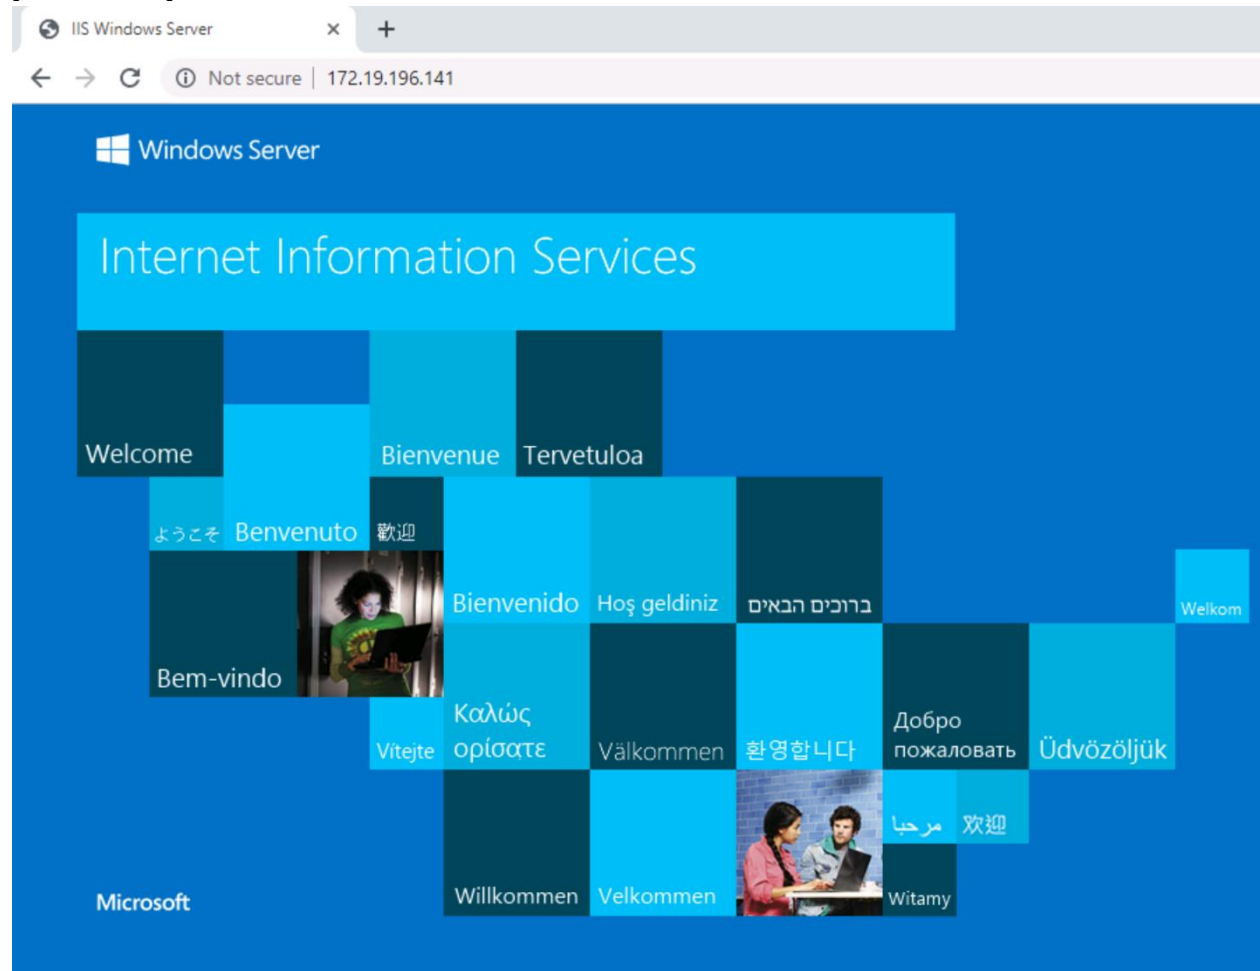 IIS Windows Server
Not secure | 172.19.196.141
Windows Server
Internet Information Services
Welcome
Bienvenue
Tervetuloa
ようこそ
Benvenuto
歡迎
Bienvenido
Hoş geldiniz
ברוכים הבאים
Welkom
Bem-vindo
Vítejte
Καλώς
ορίσατε
Välkommen
환영합니다
Добро
пожаловать
Üdvözöljük
مرحبا
欢迎
Willkommen
Velkommen
Witamy
Microsoft